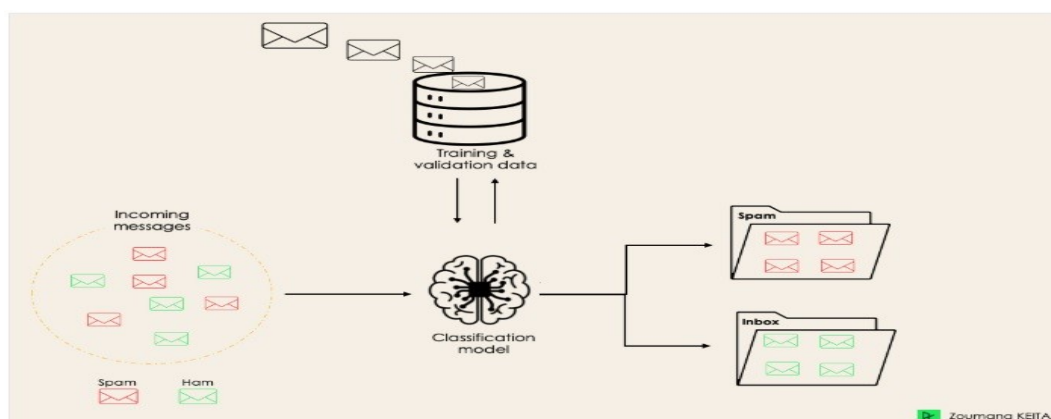 Training &
validation data
Incoming
messages
Spam
Inbox
Classification
model
Spam
Ham
Zoumana KEITA